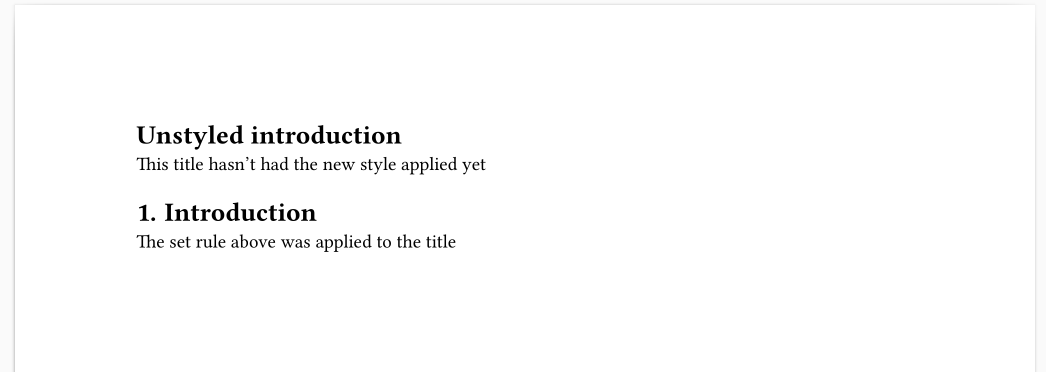 Unstyled introduction
This title hasn’t had the new style applied yet
1. Introduction
The set rule above was applied to the title